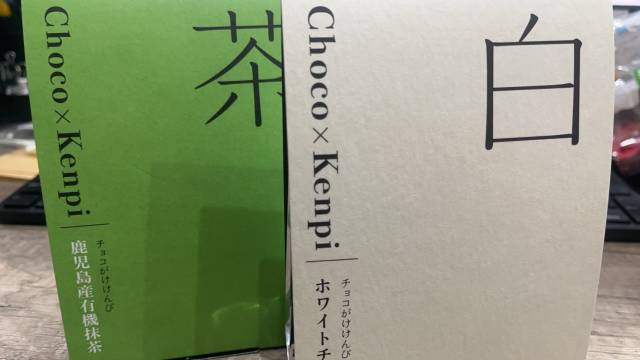 茶
Choco×Kenpi
チョコがけけんぴ
鹿児島産有機抹茶
白
Choco×Kenpi
チョコがけけんぴ
ホワイトチ